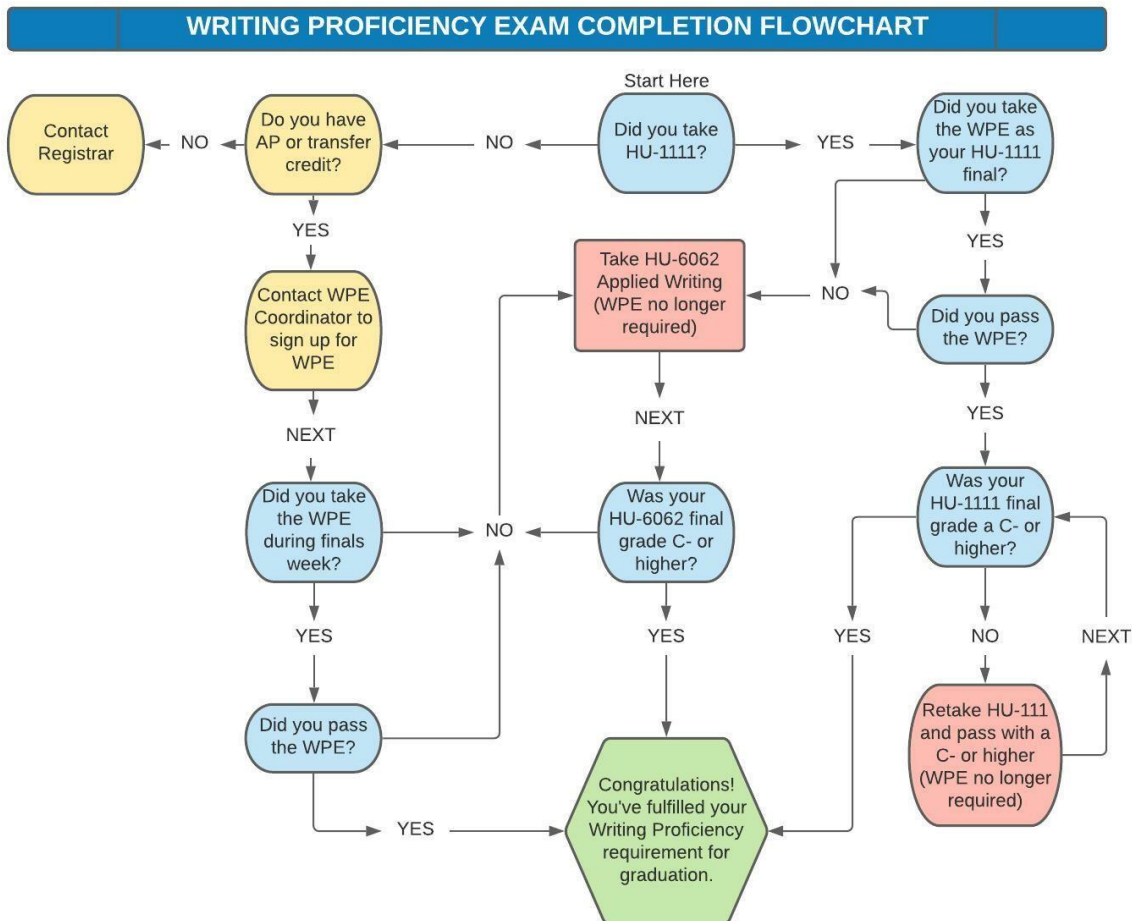 WRITING PROFICIENCY EXAM COMPLETION FLOWCHART
Start Here
Contact
Registrar
NO
Do you have
AP or transfer
credit?
NO
Did you take
HU-1111?
YES
Did you take
the WPE as
your HU-1111
final?
YES
YES
Contact WPE
Coordinator to
sign up for
WPE
Take HU-6062
Applied Writing
(WPE no longer
required)
NO
Did you pass
the WPE?
NEXT
NEXT
YES
Did you take
the WPE
during finals
week?
NO
Was your
HU-6062 final
grade C- or
higher?
Was your
HU-1111 final
grade a C- or
higher?
YES
YES
YES
NO
NEXT
Did you pass
the WPE?
Retake HU-111
and pass with a
C- or higher
(WPE no longer
required)
YES
Congratulations!
You've fulfilled your
Writing Proficiency
requirement for
graduation.